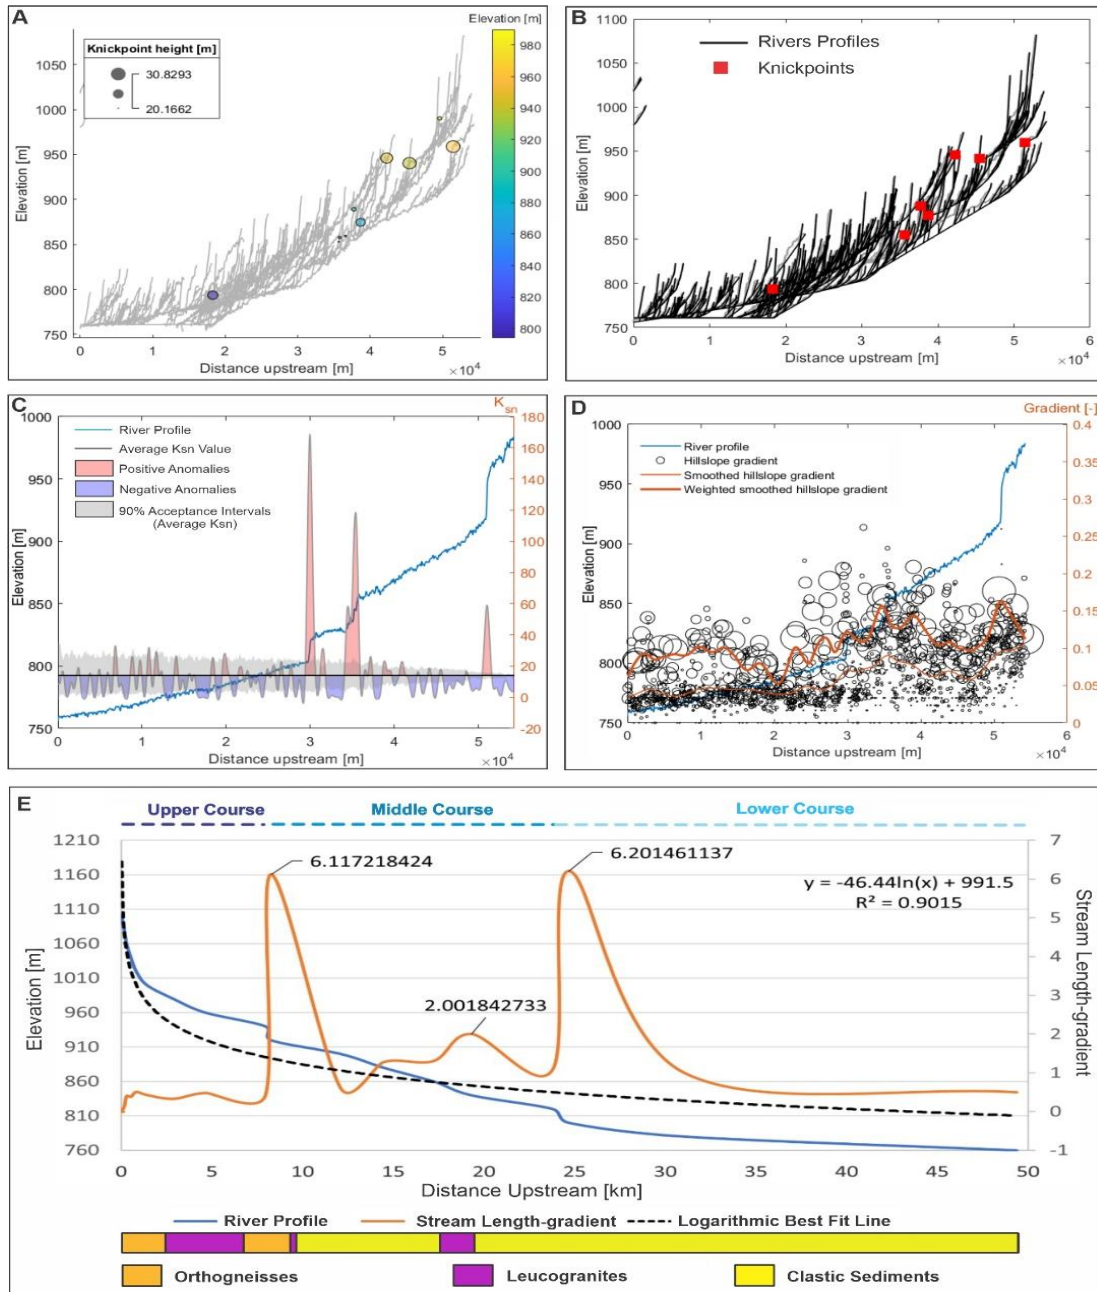 A
Elevation [m]
Knickpoint height [m]
30.8293
20.1662
1050
1000
950
900
850
800
750
Elevation [m]
980
960
940
920
900
880
860
840
820
800
0 1 2 3 4 5
×10⁴
Distance upstream [m]
B
Rivers Profiles
Knickpoints
1100
1050
1000
950
900
850
800
750
Elevation [m]
0 1 2 3 4 5 6
×10⁴
Distance upstream [m]
C
Ksn
River Profile
Average Ksn Value
Positive Anomalies
Negative Anomalies
90% Acceptance Intervals
(Average Ksn)
1000
950
900
850
800
750
Elevation [m]
180
160
140
120
100
80
60
40
20
0
-20
0 1 2 3 4 5
×10⁴
Distance upstream [m]
D
Gradient [-]
River profile
Hillslope gradient
Smoothed hillslope gradient
Weighted smoothed hillslope gradient
1000
950
900
850
800
750
Elevation [m]
0.4
0.35
0.3
0.25
0.2
0.15
0.1
0.05
0
0 1 2 3 4 5 6
×10⁴
Distance upstream [m]
E
Upper Course Middle Course Lower Course
1210
1160
1110
1060
1010
960
910
860
810
760
Elevation [m]
6.117218424
2.001842733
6.201461137
y = -46.44ln(x) + 991.5
R² = 0.9015
7
6
5
4
3
2
1
0
-1
Stream Length-gradient
0 5 10 15 20 25 30 35 40 45 50
Distance Upstream [km]
River Profile Stream Length-gradient Logarithmic Best Fit Line
Orthogneisses Leucogranites Clastic Sediments